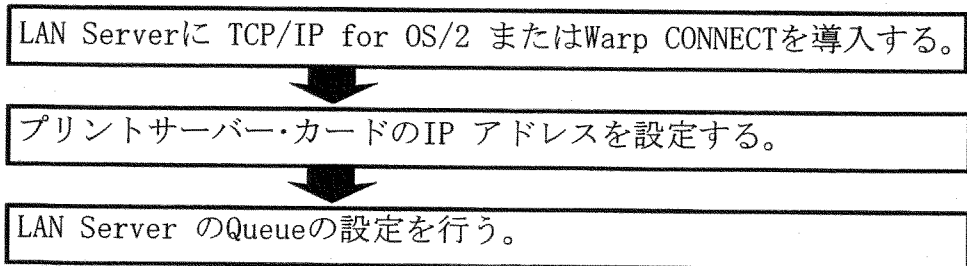 LAN Serverに TCP/IP for OS/2 またはWarp CONNECTを導入する。
プリントサーバー・カードのIP アドレスを設定する。
LAN Server のQueueの設定を行う。